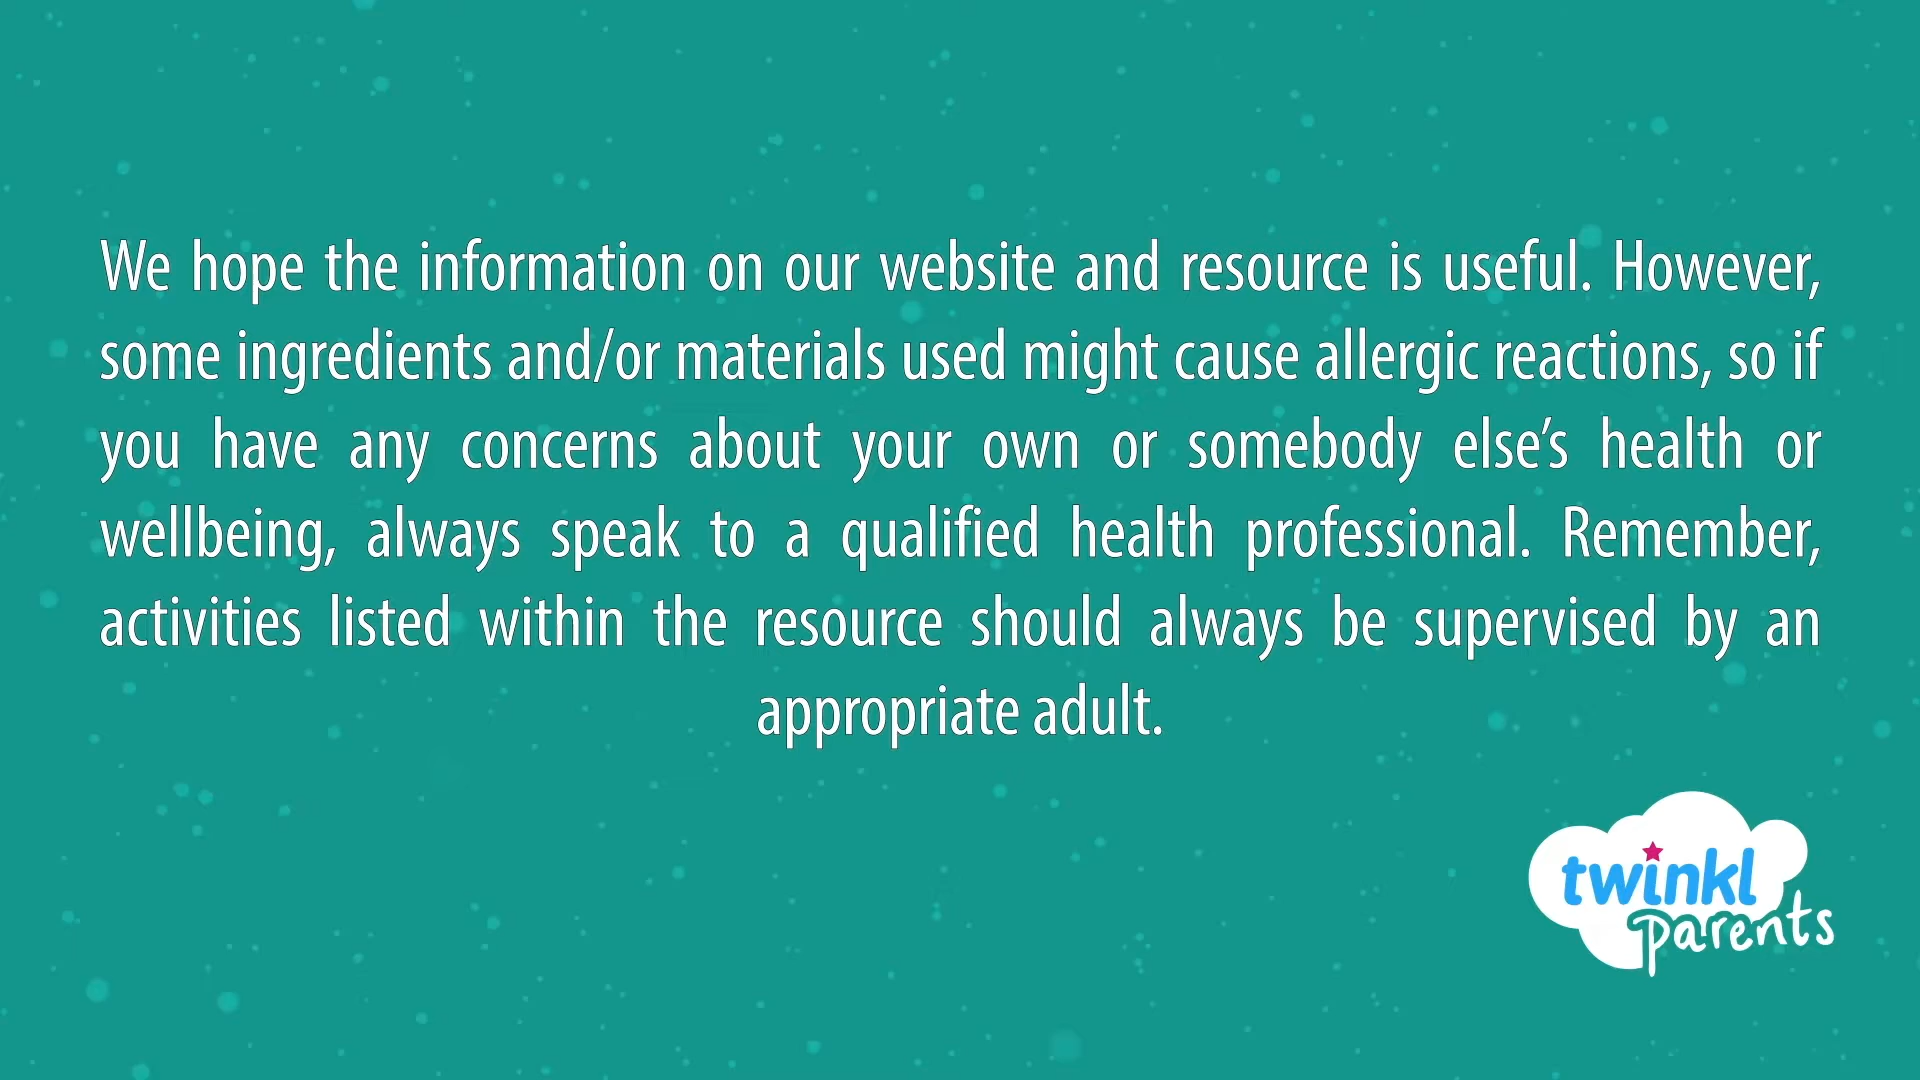 We hope the information on our website and resource is useful. However,
some ingredients and/or materials used might cause allergic reactions, so if
you have any concerns about your own or somebody else’s health or
wellbeing, always speak to a qualified health professional. Remember,
activities listed within the resource should always be supervised by an
appropriate adult.
twinkl
parents